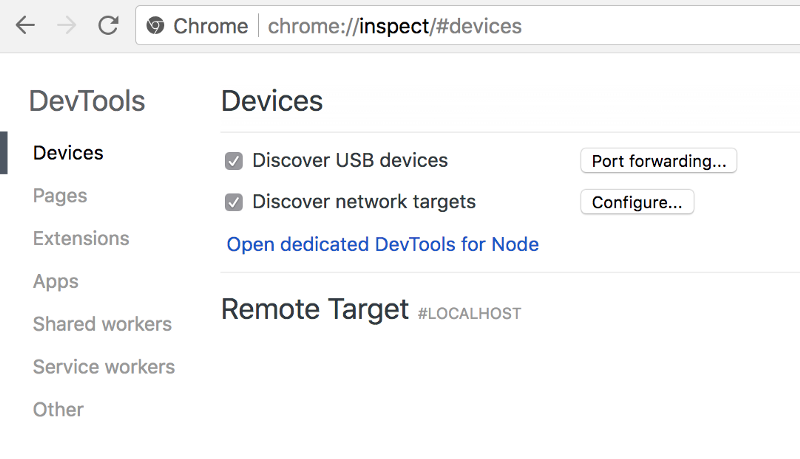 Chrome chrome://inspect/#devices
DevTools
Devices
Pages
Extensions
Apps
Shared workers
Service workers
Other
Devices
Discover USB devices Port forwarding...
Discover network targets Configure...
Open dedicated DevTools for Node
Remote Target #LOCALHOST